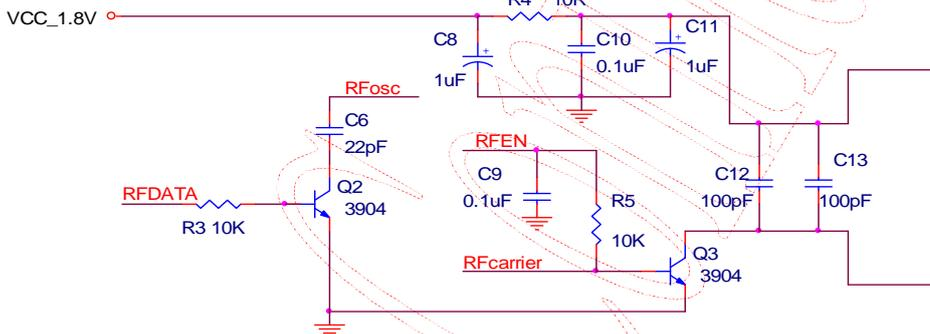 VCC_1.8V
R4 10K
C8
1uF
C10
0.1uF
C11
1uF
RFosc
C6
22pF
RFEN
C9
0.1uF
C12
100pF
C13
100pF
RFDATA
R3 10K
Q2
3904
R5
10K
RFcarrier
Q3
3904